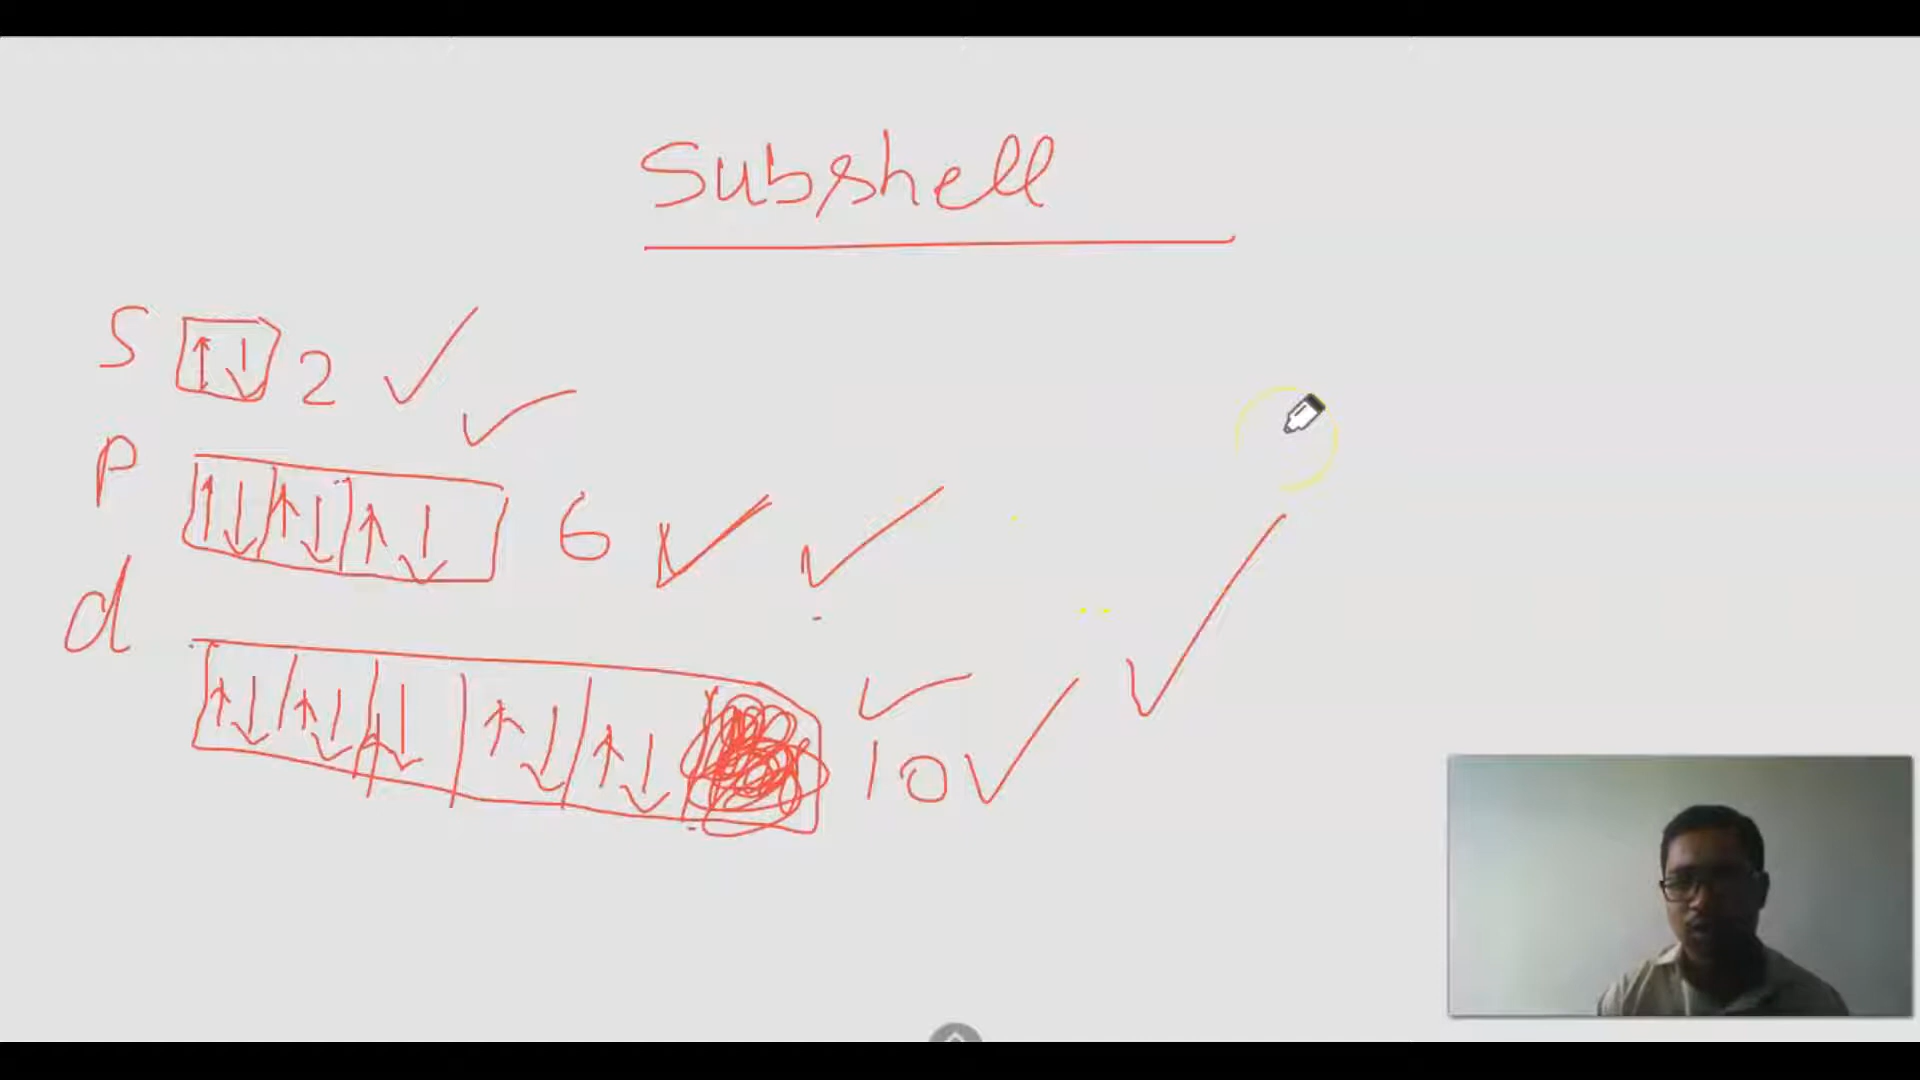 Subshell
S ↑↓ 2 ✓ ✓
P ↑↓ ↑↓ ↑↓ 6 ✓ ✓
d ↑↓ ↑↓ ↑↓ ↑↓ ↑↓ 10 ✓ ✓ ✓